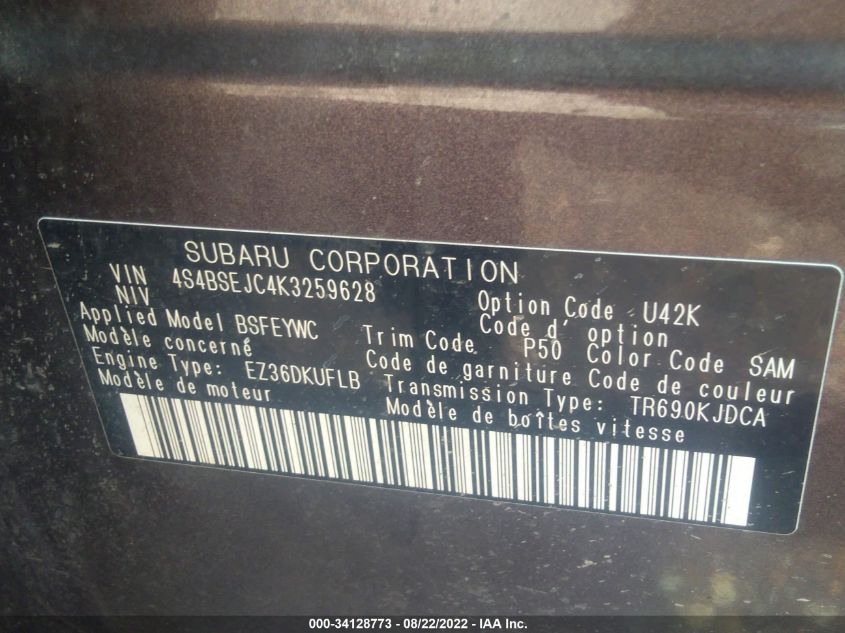 SUBARU CORPORATION
VIN 4S4BSEJC4K3259628
NIV
Option Code U42K
Code d'option
Applied Model BSFEYWC
Modèle concerné
Trim Code P50 Color Code SAM
Code de garniture Code de couleur
Engine Type: EZ36DKUFLB
Modèle de moteur
Transmission Type: TR690KJDCA
Modèle de boîtes vitesse
000-34128773 - 08/22/2022 - IAA Inc.